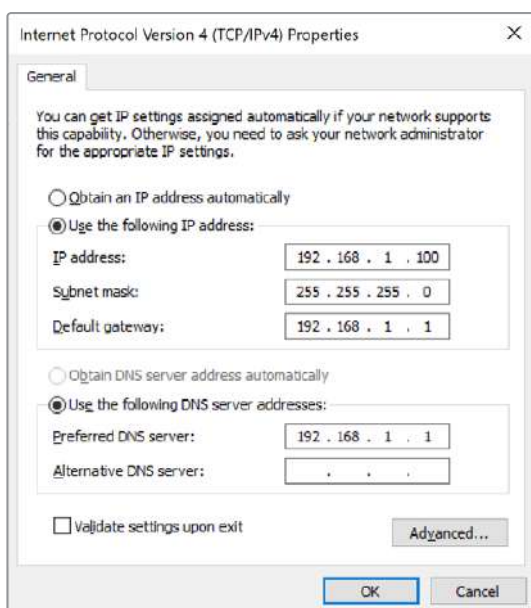 Internet Protocol Version 4 (TCP/IPv4) Properties
General
You can get IP settings assigned automatically if your network supports
this capability. Otherwise, you need to ask your network administrator
for the appropriate IP settings.
Obtain an IP address automatically
Use the following IP address:
IP address: 192 . 168 . 1 . 100
Subnet mask: 255 . 255 . 255 . 0
Default gateway: 192 . 168 . 1 . 1
Obtain DNS server address automatically
Use the following DNS server addresses:
Preferred DNS server: 192 . 168 . 1 . 1
Alternative DNS server: . . .
Validate settings upon exit
Advanced...
OK Cancel